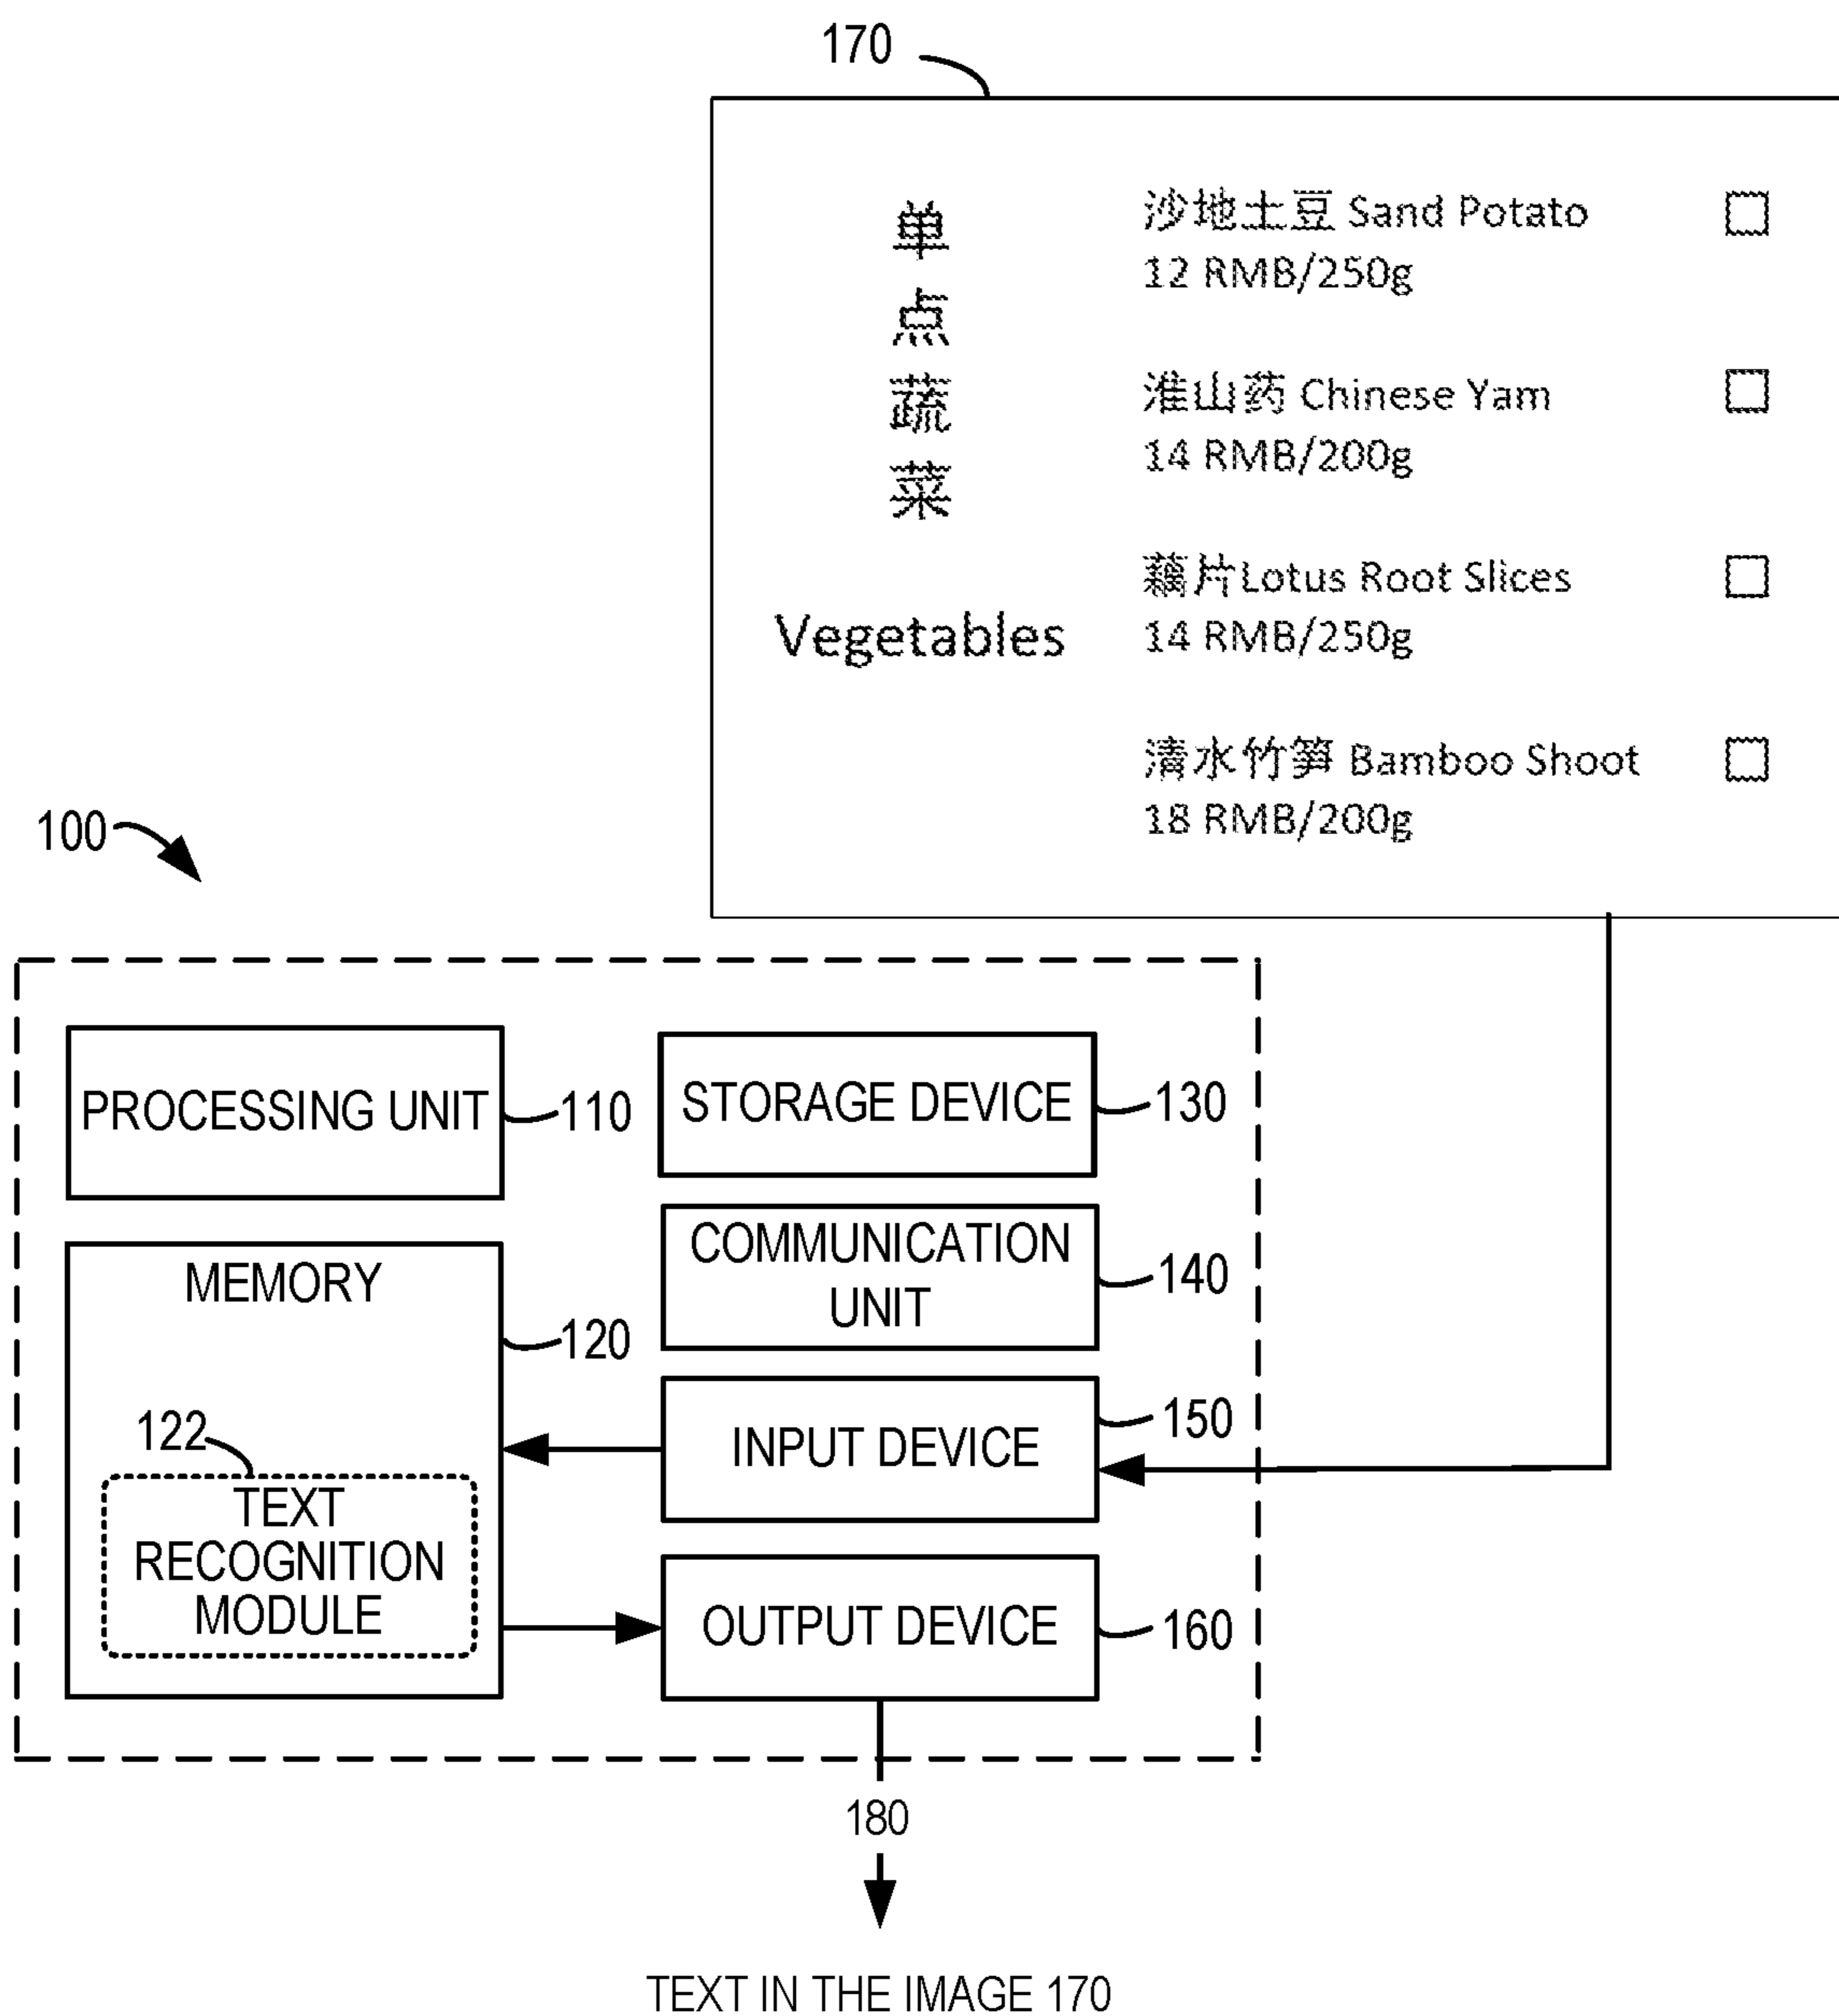 170
单
点
蔬
菜
Vegetables
沙地土豆 Sand Potato
12 RMB/250g
淮山药 Chinese Yam
14 RMB/200g
藕片Lotus Root Slices
14 RMB/250g
清水竹笋 Bamboo Shoot
18 RMB/200g
100
PROCESSING UNIT
110
STORAGE DEVICE
130
MEMORY
120
COMMUNICATION
UNIT
140
122
TEXT
RECOGNITION
MODULE
INPUT DEVICE
150
OUTPUT DEVICE
160
180
TEXT IN THE IMAGE 170